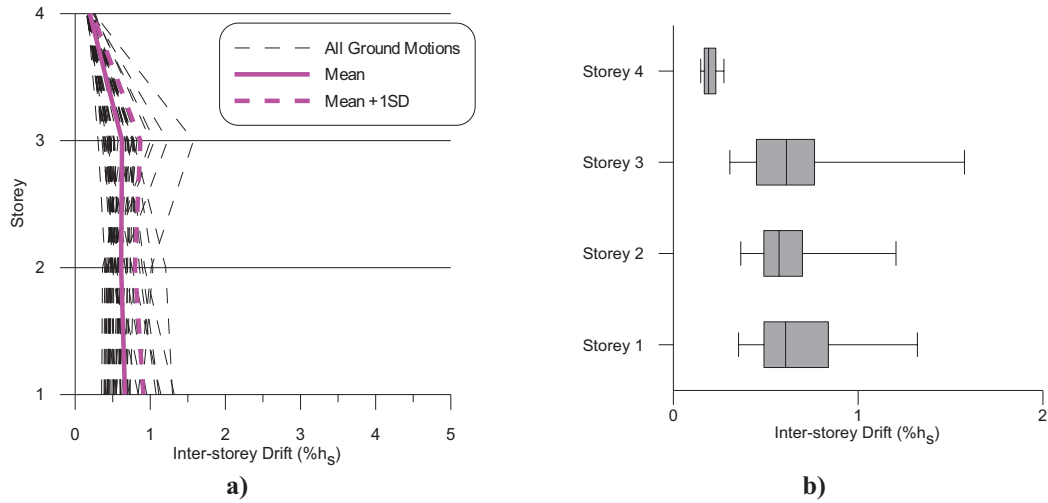 4
3
2
1
Storey
All Ground Motions
Mean
Mean +1SD
0 1 2 3 4 5
Inter-storey Drift (%hs)
a)
Storey 4
Storey 3
Storey 2
Storey 1
0 1 2
Inter-storey Drift (%hs)
b)